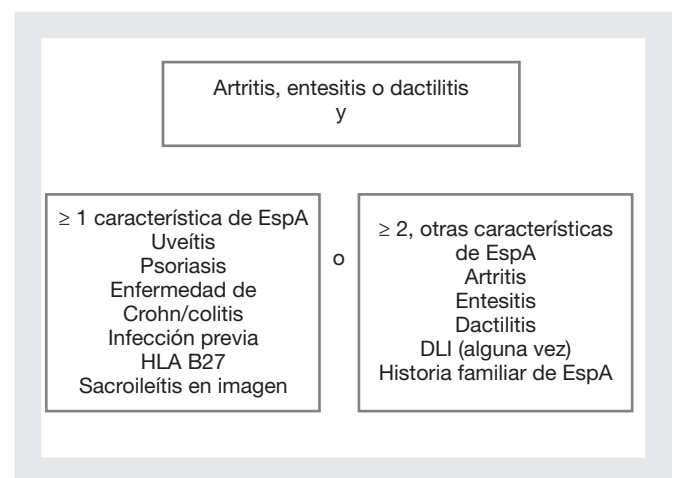 Artritis, entesitis o dactilitis
y
≥ 1 característica de EspA
Uveítis
Psoriasis
Enfermedad de
Crohn/colitis
Infección previa
HLA B27
Sacroileítis en imagen
o
≥ 2, otras características
de EspA
Artritis
Entesitis
Dactilitis
DLI (alguna vez)
Historia familiar de EspA